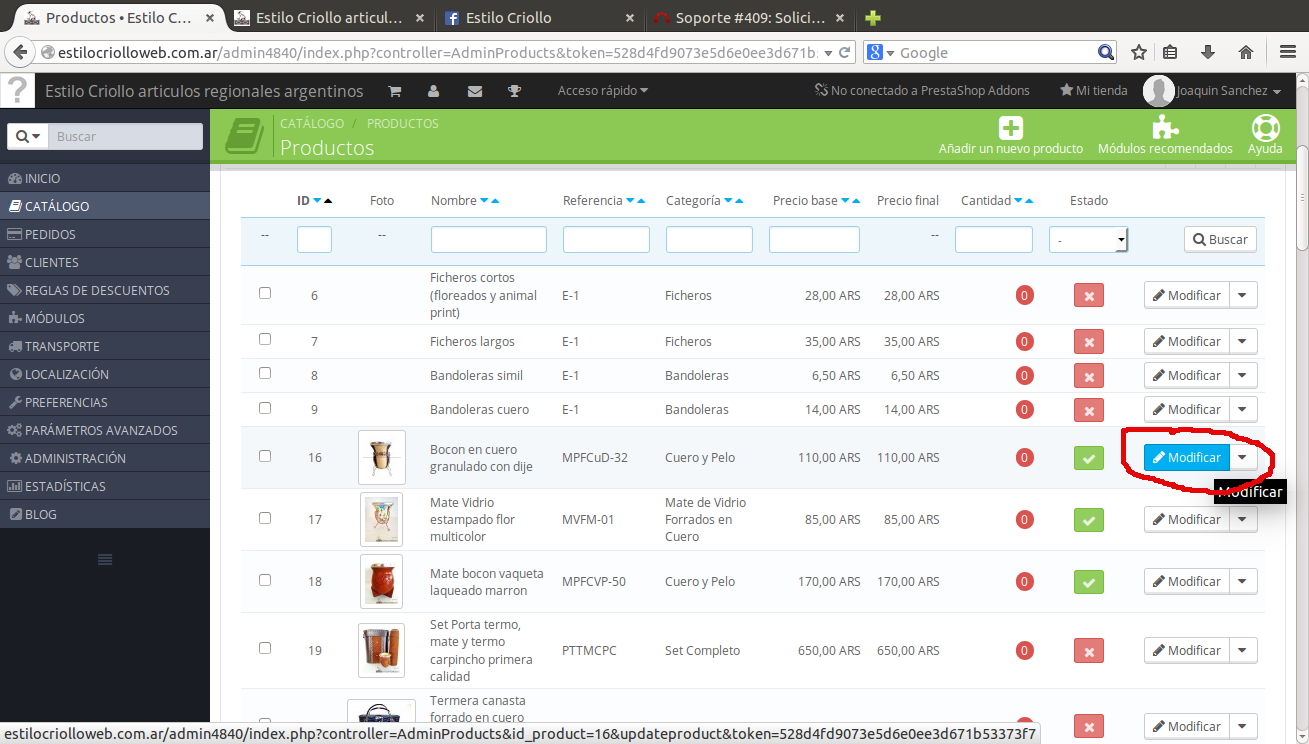 Productos • Estilo C...
Estilo Criollo articul...
Estilo Criollo
Soporte #409: Solici...
estilocriolloweb.com.ar/admin4840/index.php?controller=AdminProducts&token=528d4fd9073e5d6e0ee3d671b
Google
Estilo Criollo articulos regionales argentinos
Acceso rápido
No conectado a PrestaShop Addons
Mi tienda
Joaquin Sanchez
Buscar
CATÁLOGO / PRODUCTOS
Productos
Añadir un nuevo producto
Módulos recomendados
Ayuda
INICIO
CATÁLOGO
PEDIDOS
CLIENTES
REGLAS DE DESCUENTOS
MÓDULOS
TRANSPORTE
LOCALIZACIÓN
PREFERENCIAS
PARÁMETROS AVANZADOS
ADMINISTRACIÓN
ESTADÍSTICAS
BLOG
ID Foto Nombre Referencia Categoría Precio base Precio final Cantidad Estado
-- -- -- - Buscar
Ficheros cortos
6 (floreados y animal E-1 Ficheros 28,00 ARS 28,00 ARS 0 Modificar
print)
7 Ficheros largos E-1 Ficheros 35,00 ARS 35,00 ARS 0 Modificar
8 Bandoleras simil E-1 Bandoleras 6,50 ARS 6,50 ARS 0 Modificar
9 Bandoleras cuero E-1 Bandoleras 14,00 ARS 14,00 ARS 0 Modificar
Bocon en cuero
16 granulado con dije MPFCuD-32 Cuero y Pelo 110,00 ARS 110,00 ARS 0 Modificar
Modificar
Mate Vidrio Mate de Vidrio
17 estampado flor MVFM-01 Forrados en 85,00 ARS 85,00 ARS 0 Modificar
multicolor Cuero
Mate bocon vaqueta
18 laqueado marron MPFCVP-50 Cuero y Pelo 170,00 ARS 170,00 ARS 0 Modificar
Set Porta termo,
mate y termo
19 carpincho primera PTTMCPC Set Completo 650,00 ARS 650,00 ARS 0 Modificar
calidad
Termera canasta
forrado en cuero Modificar
estilocriolloweb.com.ar/admin4840/index.php?controller=AdminProducts&id_product=16&updateproduct&token=528d4fd9073e5d6e0ee3d671b53373f7